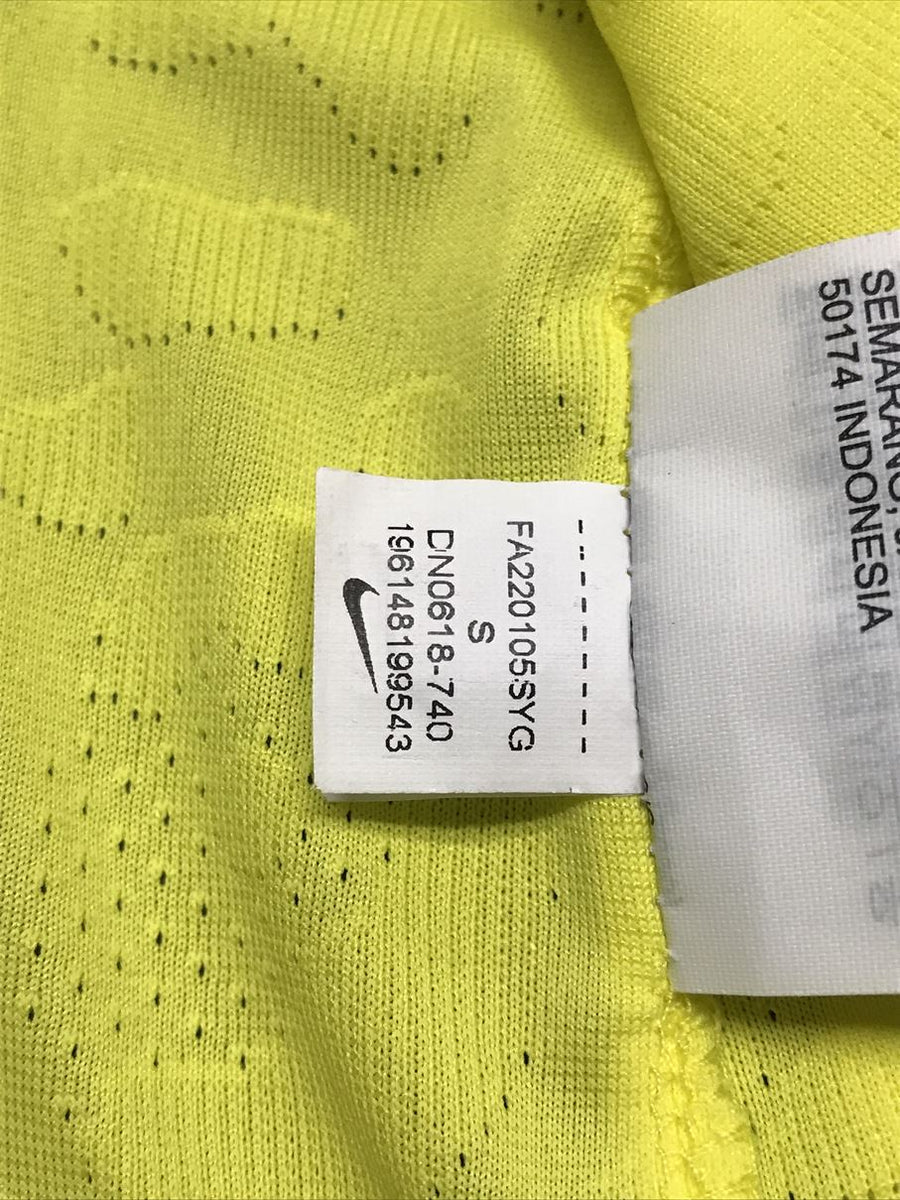 FA220105SYG
S
DN0618-740
196148199543
SEMARANG,
50174 INDONESIA